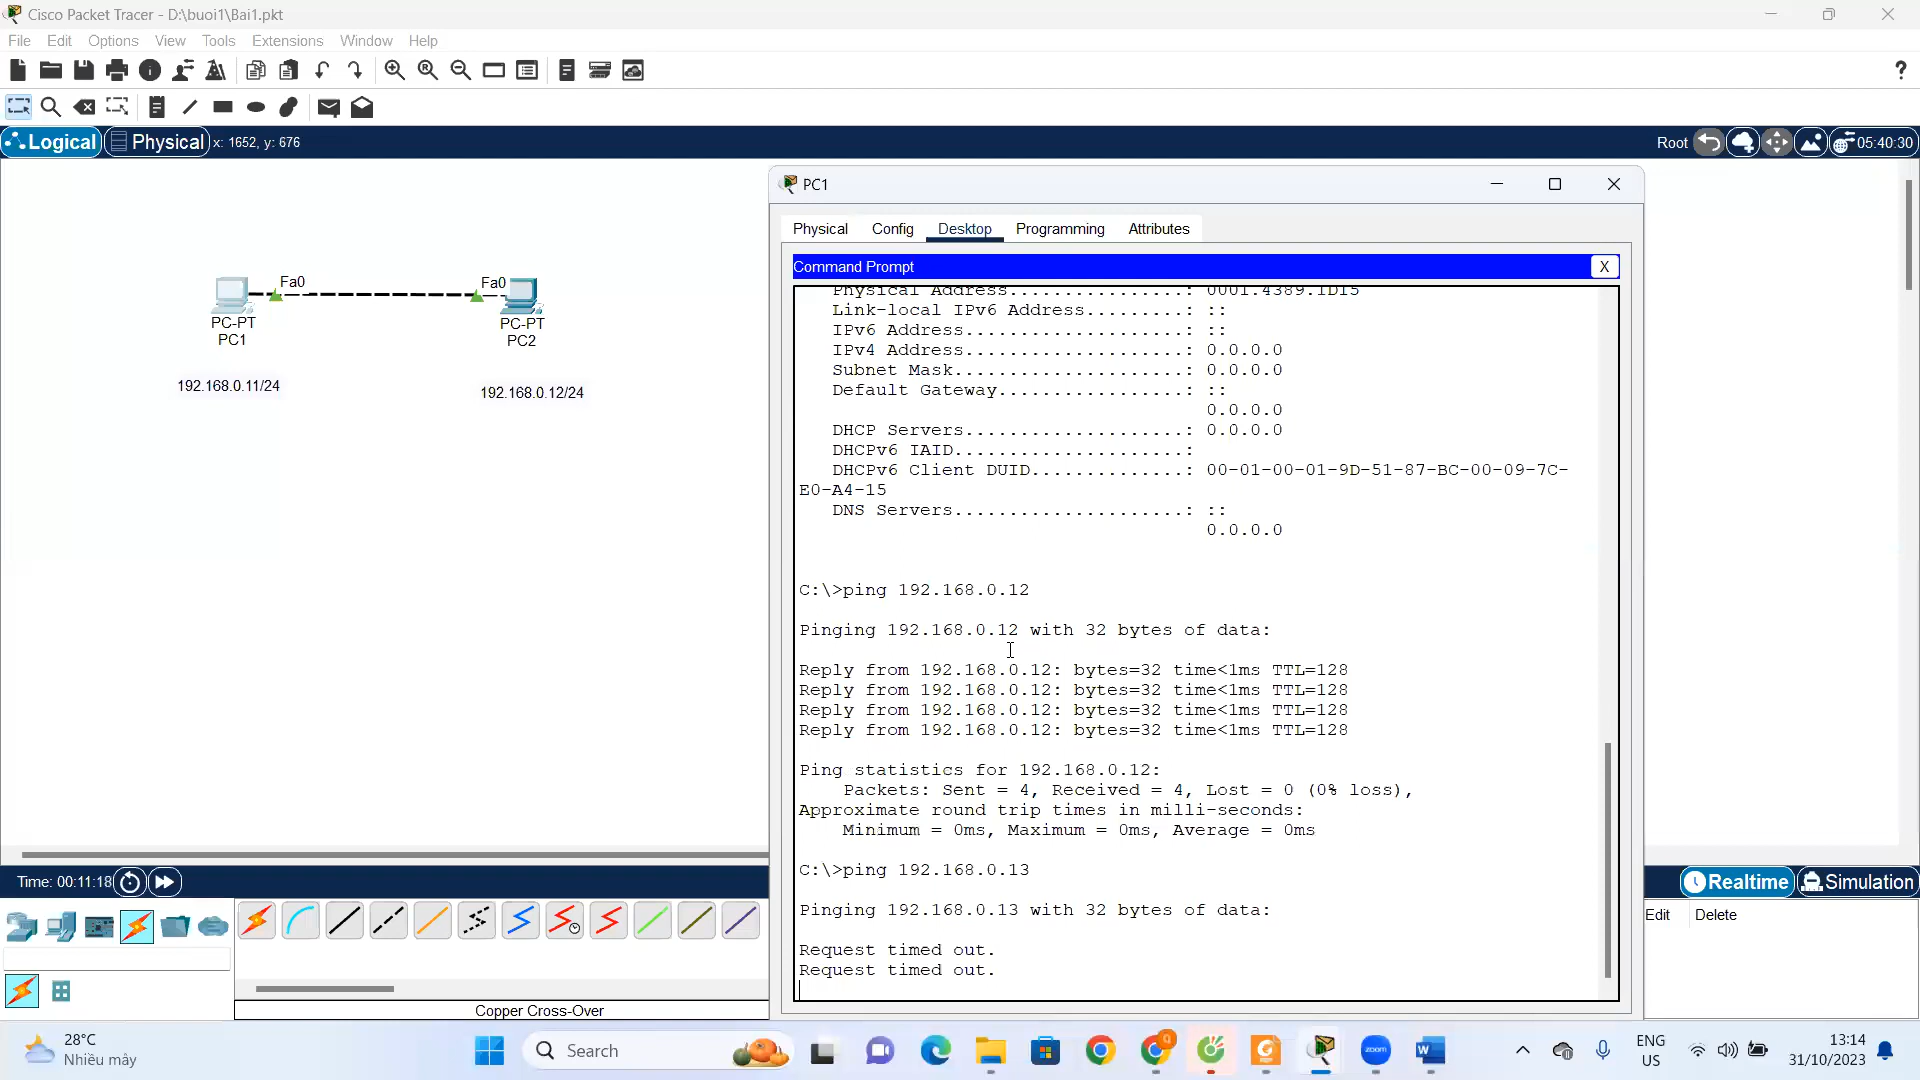 Cisco Packet Tracer - D:\buoi1\Bai1.pkt
File Edit Options View Tools Extensions Window Help
?
Logical Physical x: 1652, y: 676 Root 05:40:30
PC1
Physical Config Desktop Programming Attributes
Command Prompt X
Physical Address................: 0001.4389.1D15
Link-local IPv6 Address.........: ::
IPv6 Address....................: ::
IPv4 Address....................: 0.0.0.0
Subnet Mask.....................: 0.0.0.0
Default Gateway.................: ::
0.0.0.0
DHCP Servers....................: 0.0.0.0
DHCPv6 IAID.....................:
DHCPv6 Client DUID..............: 00-01-00-01-9D-51-87-BC-00-09-7C-
E0-A4-15
DNS Servers.....................: ::
0.0.0.0
C:\>ping 192.168.0.12
Pinging 192.168.0.12 with 32 bytes of data:
Reply from 192.168.0.12: bytes=32 time<1ms TTL=128
Reply from 192.168.0.12: bytes=32 time<1ms TTL=128
Reply from 192.168.0.12: bytes=32 time<1ms TTL=128
Reply from 192.168.0.12: bytes=32 time<1ms TTL=128
Ping statistics for 192.168.0.12:
Packets: Sent = 4, Received = 4, Lost = 0 (0% loss),
Approximate round trip times in milli-seconds:
Minimum = 0ms, Maximum = 0ms, Average = 0ms
C:\>ping 192.168.0.13
Pinging 192.168.0.13 with 32 bytes of data:
Request timed out.
Request timed out.
Fa0 Fa0
PC-PT PC-PT
PC1 PC2
192.168.0.11/24 192.168.0.12/24
Time: 00:11:18 Realtime Simulation
Edit Delete
Copper Cross-Over
28°C
Nhiều mây
Search
zoom
ENG
US
13:14
31/10/2023